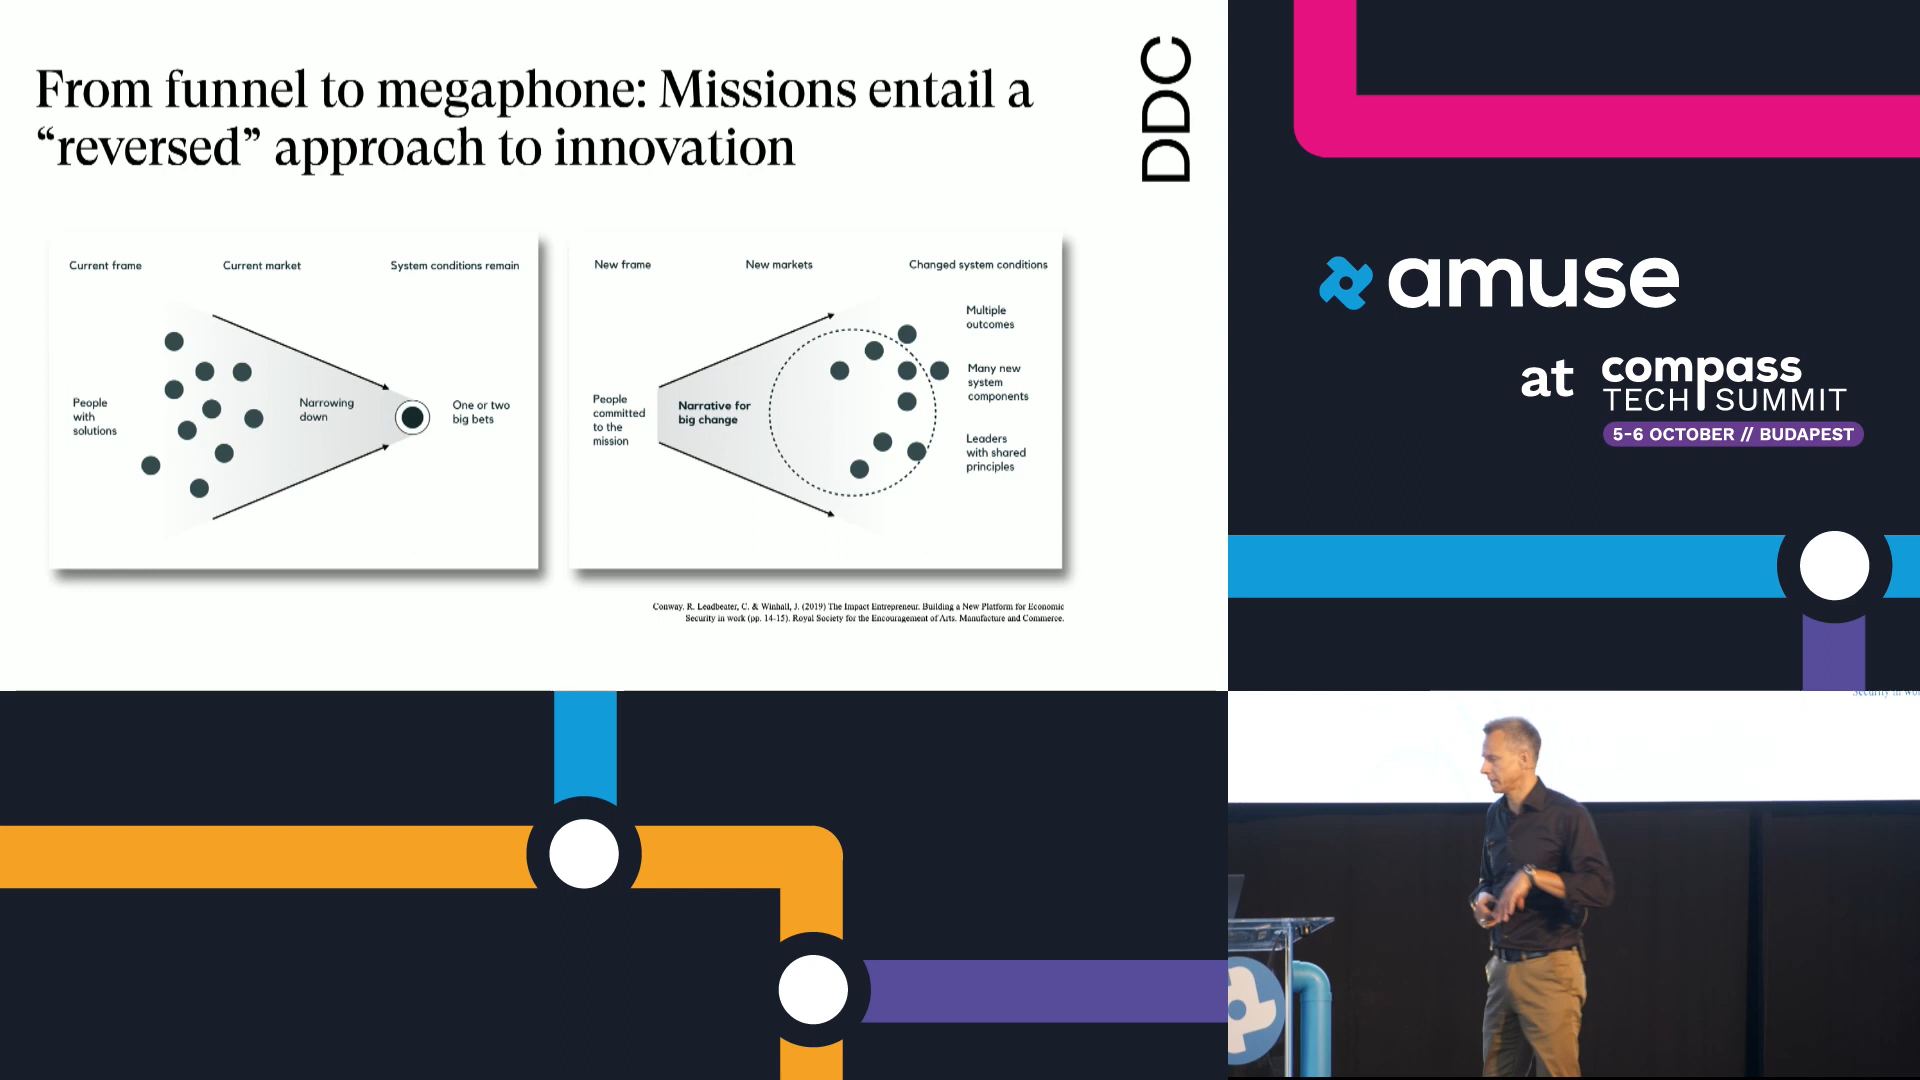 From funnel to megaphone: Missions entail a
“reversed” approach to innovation
DDC
Current frame
Current market
System conditions remain
People
with
solutions
Narrowing
down
One or two
big bets
New frame
New markets
Changed system conditions
People
committed
to the
mission
Narrative for
big change
Multiple
outcomes
Many new
system
components
Leaders
with shared
principles
Conway. R. Leadbeater, C. & Winhall, J. (2019) The Impact Entrepreneur. Building a New Platform for Economic
Security in work (pp. 14-15). Royal Society for the Encouragement of Arts. Manufacture and Commerce.
amuse
at compass
TECH SUMMIT
5-6 OCTOBER // BUDAPEST
Security in wor